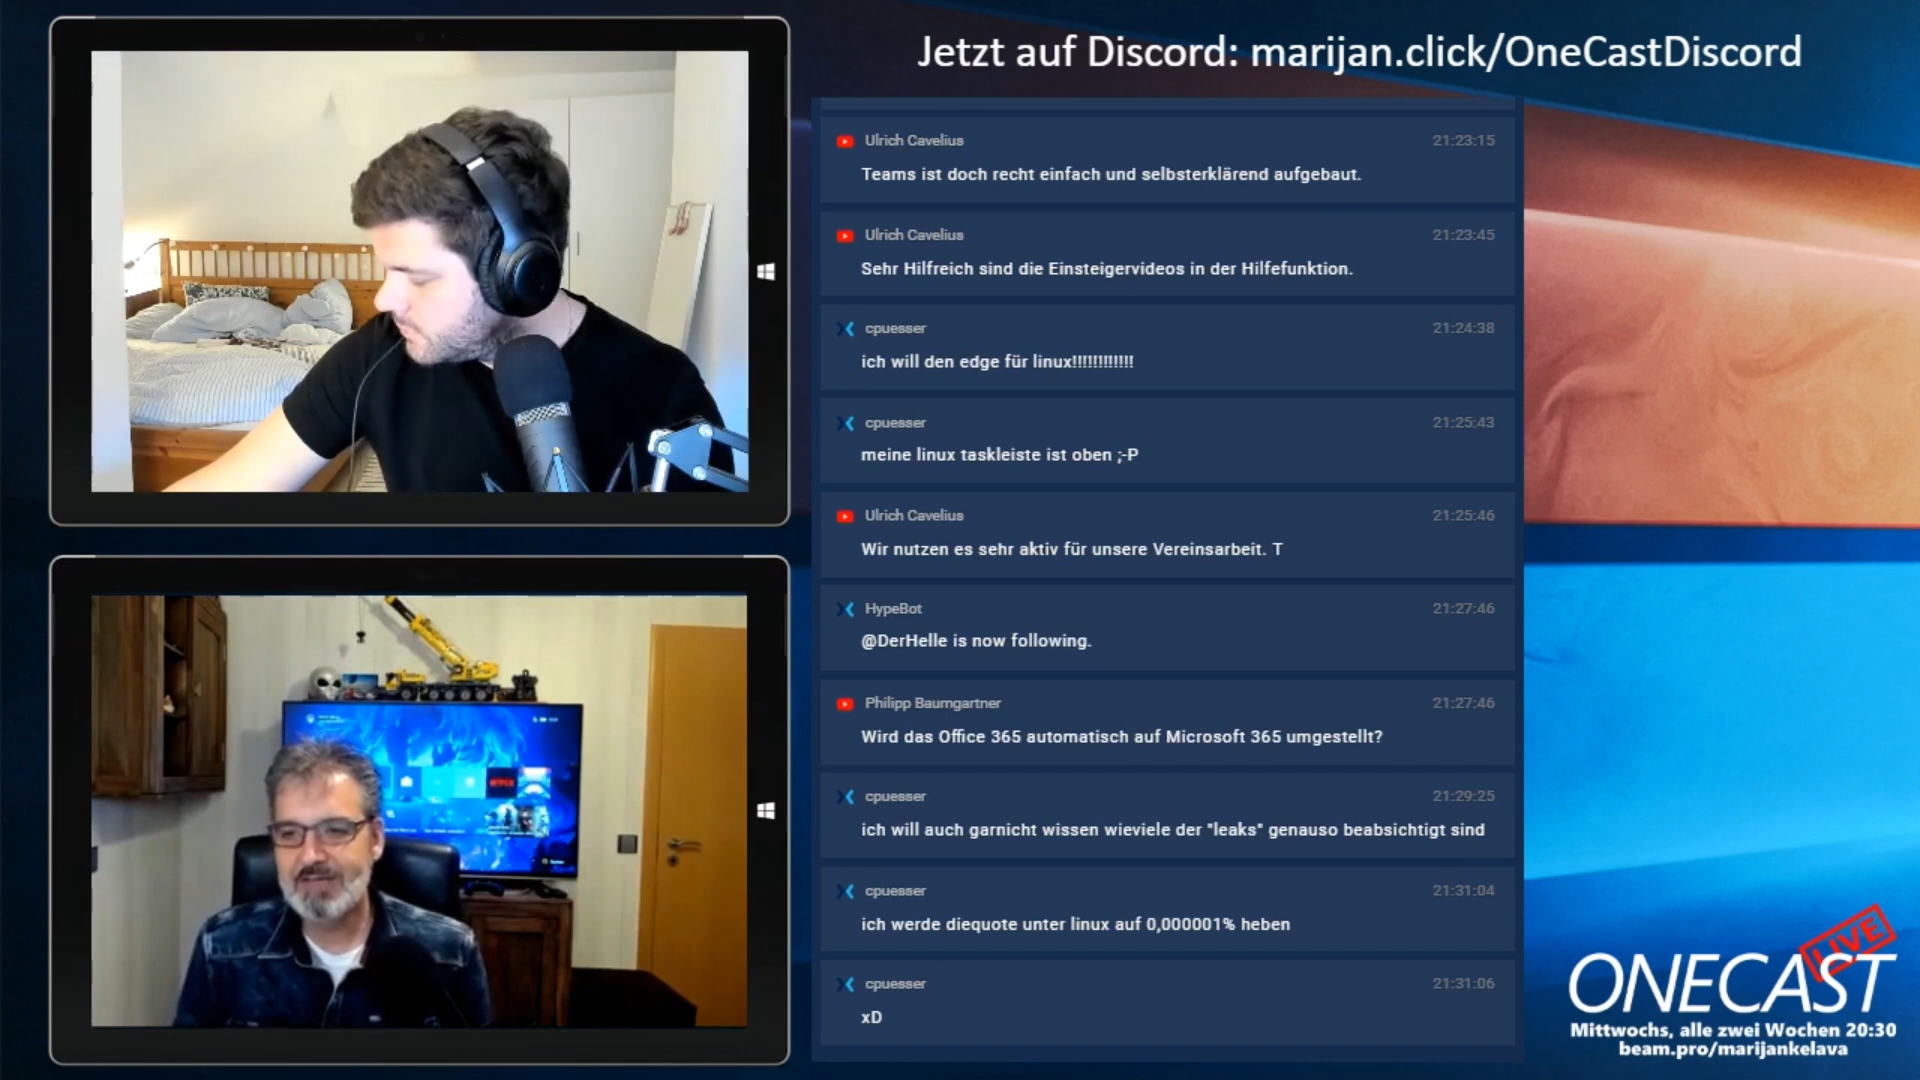 Jetzt auf Discord: marijan.click/OneCastDiscord
Ulrich Cavelius 21:23:15
Teams ist doch recht einfach und selbsterklärend aufgebaut.
Ulrich Cavelius 21:23:45
Sehr Hilfreich sind die Einsteigervideos in der Hilfefunktion.
cpuesser 21:24:38
ich will den edge für linux!!!!!!!!!!!!
cpuesser 21:25:43
meine linux taskleiste ist oben ;-P
Ulrich Cavelius 21:25:46
Wir nutzen es sehr aktiv für unsere Vereinsarbeit. T
HypeBot 21:27:46
@DerHelle is now following.
Philipp Baumgartner 21:27:46
Wird das Office 365 automatisch auf Microsoft 365 umgestellt?
cpuesser 21:29:25
ich will auch garnicht wissen wieviele der "leaks" genauso beabsichtigt sind
cpuesser 21:31:04
ich werde diequote unter linux auf 0,000001% heben
cpuesser 21:31:06
xD
NETFLIX
LIVE
ONECAST
Mittwochs, alle zwei Wochen 20:30
beam.pro/marijankelava